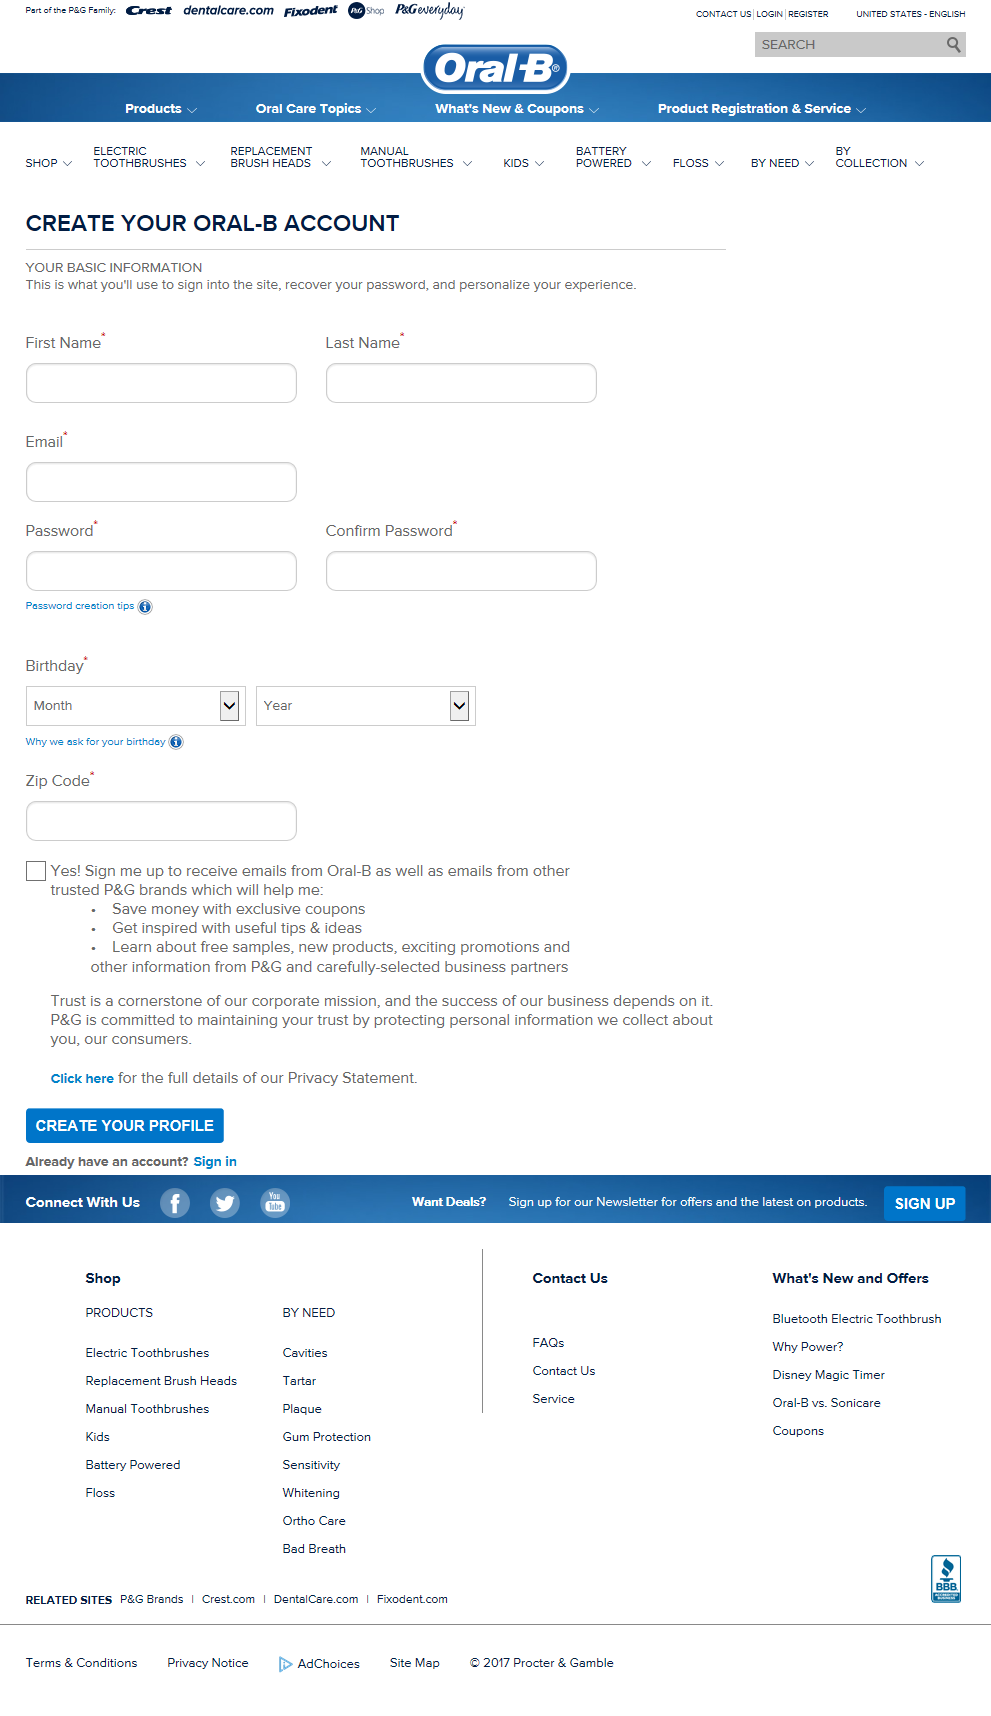 Part of the P&G Family: Crest dentalcare.com Fixodent P&G Shop P&Geveryday
CONTACT US | LOGIN | REGISTER UNITED STATES - ENGLISH
SEARCH
Oral-B®
Products Oral Care Topics What's New & Coupons Product Registration & Service
SHOP ELECTRIC TOOTHBRUSHES REPLACEMENT BRUSH HEADS MANUAL TOOTHBRUSHES KIDS BATTERY POWERED FLOSS BY NEED BY COLLECTION
CREATE YOUR ORAL-B ACCOUNT
YOUR BASIC INFORMATION
This is what you'll use to sign into the site, recover your password, and personalize your experience.
First Name* Last Name*
Email*
Password* Confirm Password*
Password creation tips i
Birthday*
Month Year
Why we ask for your birthday i
Zip Code*
Yes! Sign me up to receive emails from Oral-B as well as emails from other
trusted P&G brands which will help me:
• Save money with exclusive coupons
• Get inspired with useful tips & ideas
• Learn about free samples, new products, exciting promotions and
other information from P&G and carefully-selected business partners
Trust is a cornerstone of our corporate mission, and the success of our business depends on it.
P&G is committed to maintaining your trust by protecting personal information we collect about
you, our consumers.
Click here for the full details of our Privacy Statement.
CREATE YOUR PROFILE
Already have an account? Sign in
Connect With Us f You Tube Want Deals? Sign up for our Newsletter for offers and the latest on products. SIGN UP
Shop
PRODUCTS
Electric Toothbrushes
Replacement Brush Heads
Manual Toothbrushes
Kids
Battery Powered
Floss
BY NEED
Cavities
Tartar
Plaque
Gum Protection
Sensitivity
Whitening
Ortho Care
Bad Breath
Contact Us
FAQs
Contact Us
Service
What's New and Offers
Bluetooth Electric Toothbrush
Why Power?
Disney Magic Timer
Oral-B vs. Sonicare
Coupons
BBB.
ACCREDITED
BUSINESS
RELATED SITES P&G Brands | Crest.com | DentalCare.com | Fixodent.com
Terms & Conditions Privacy Notice AdChoices Site Map © 2017 Procter & Gamble